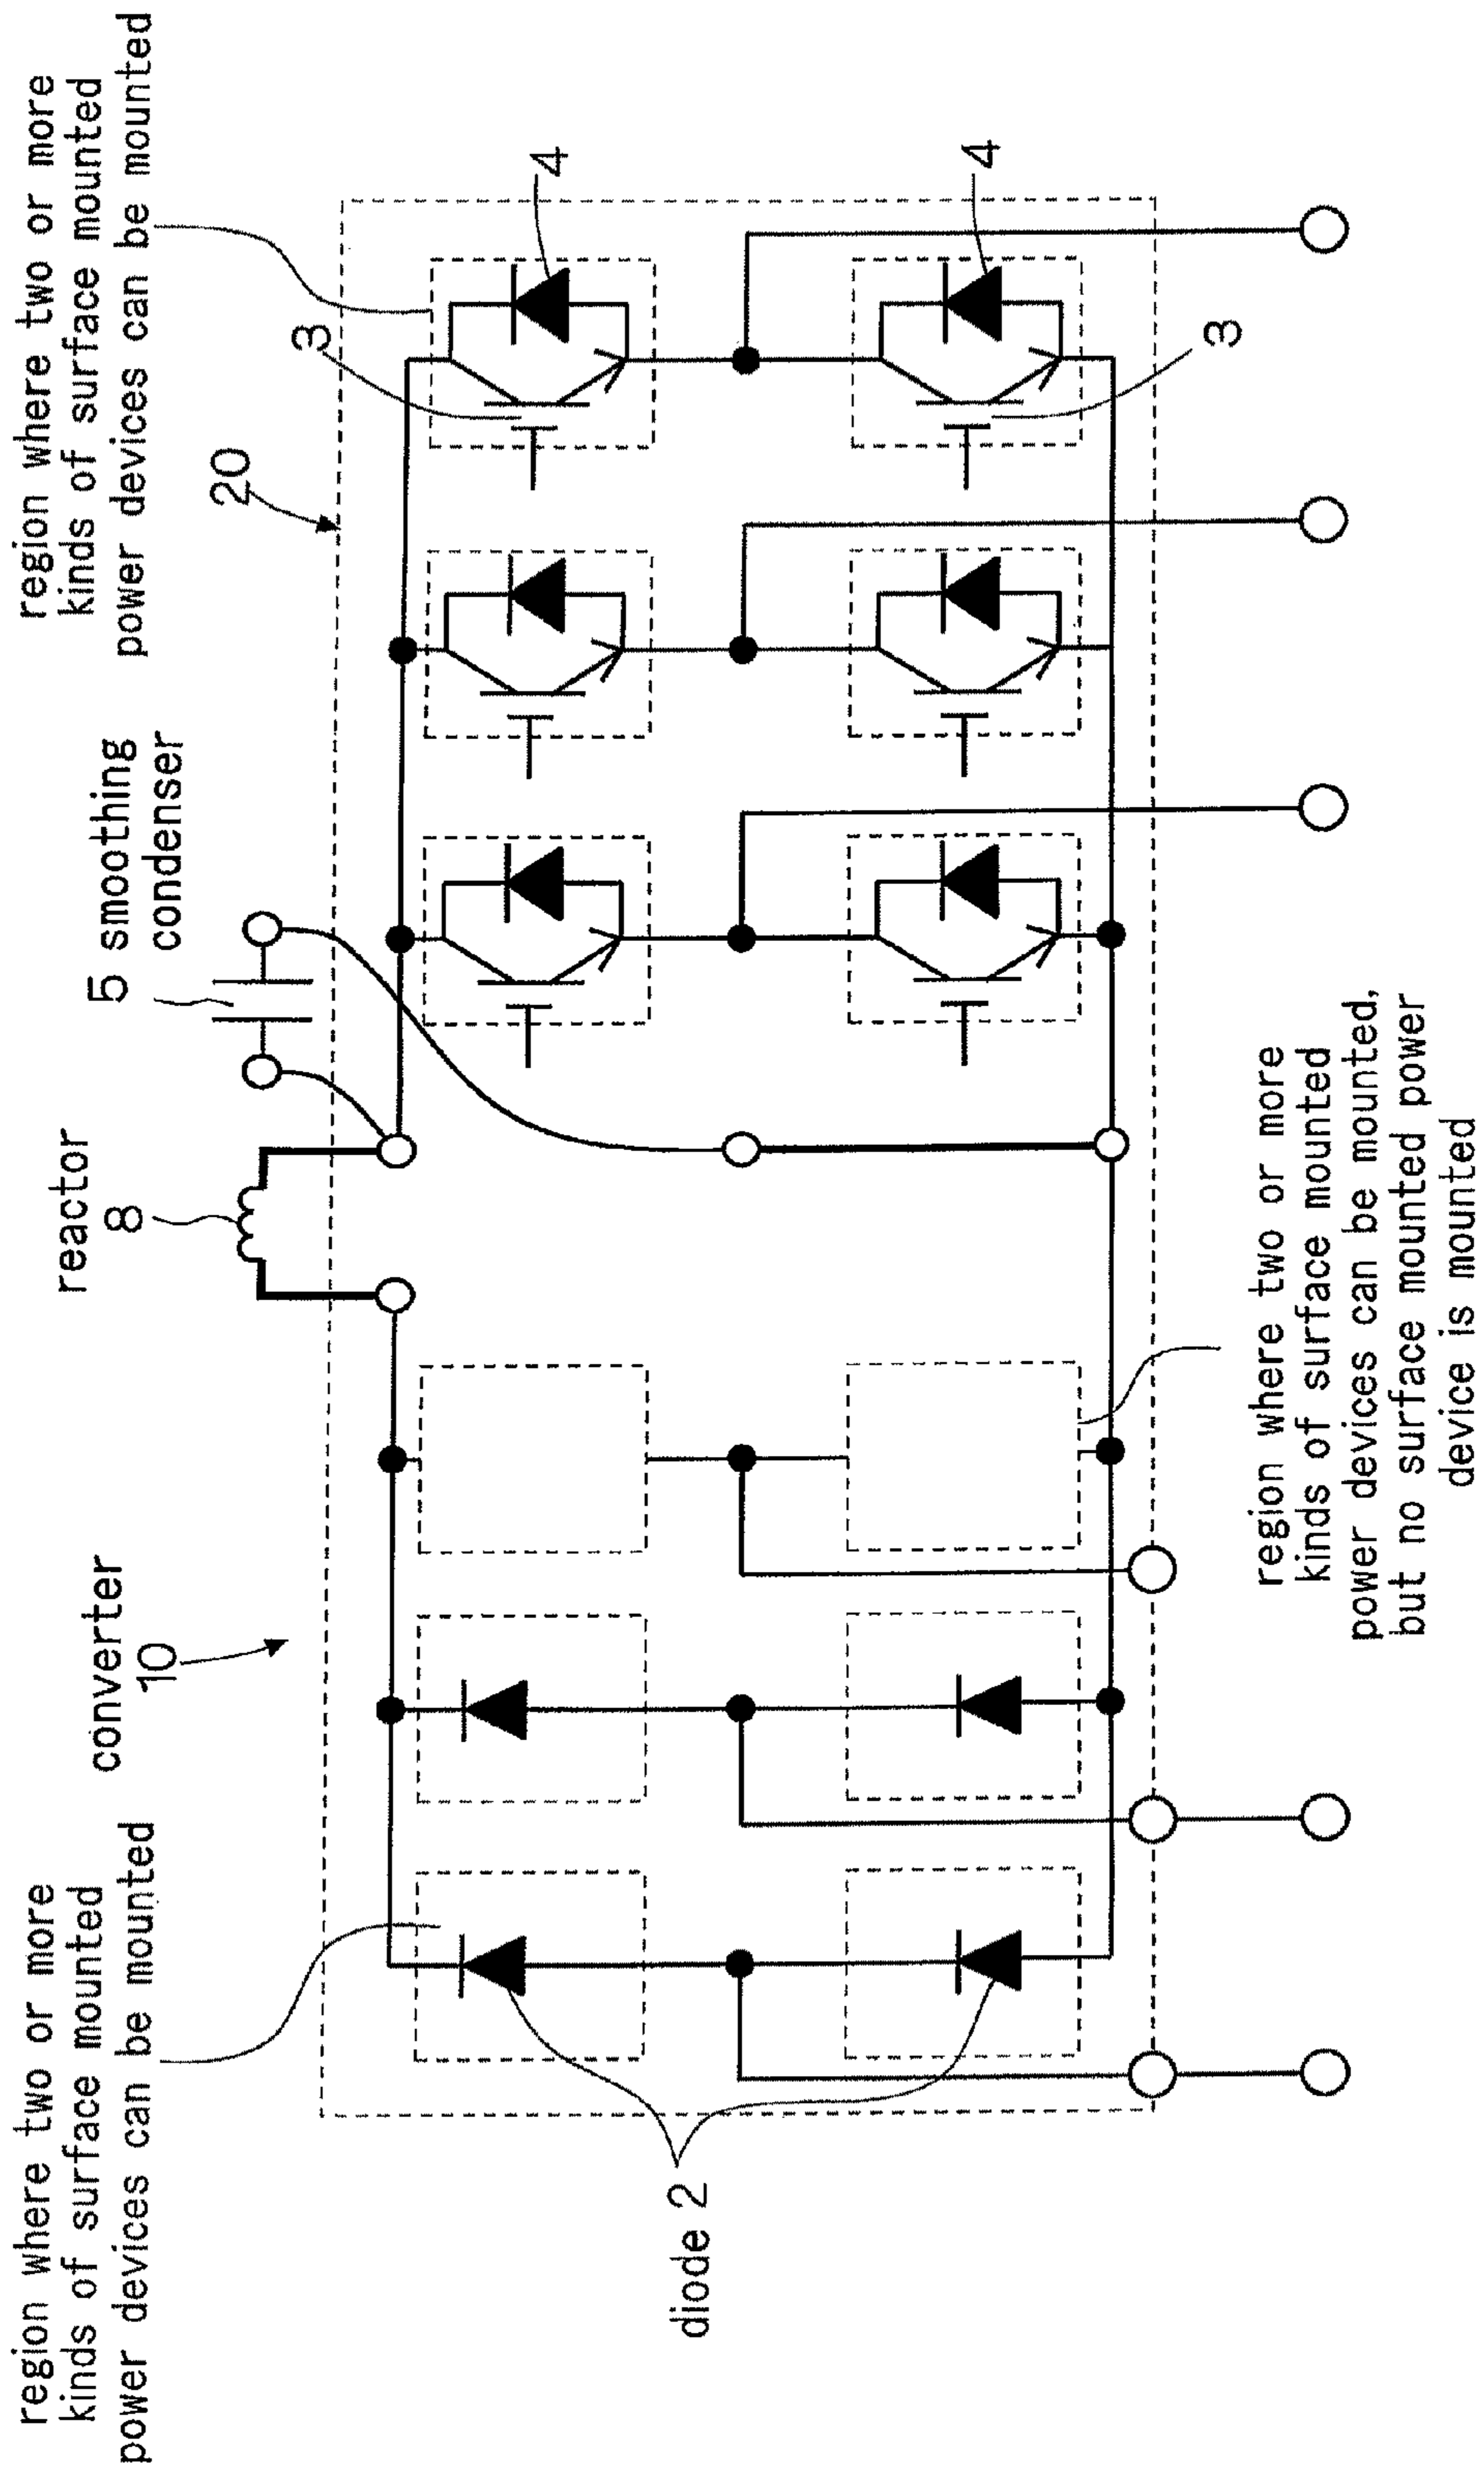 region where two or more
kinds of surface mounted
power devices can be mounted
converter
10
reactor
8
5 smoothing
condenser
20
region where two or more
kinds of surface mounted
power devices can be mounted
3
4
4
3
diode 2
region where two or more
kinds of surface mounted
power devices can be mounted,
but no surface mounted power
device is mounted